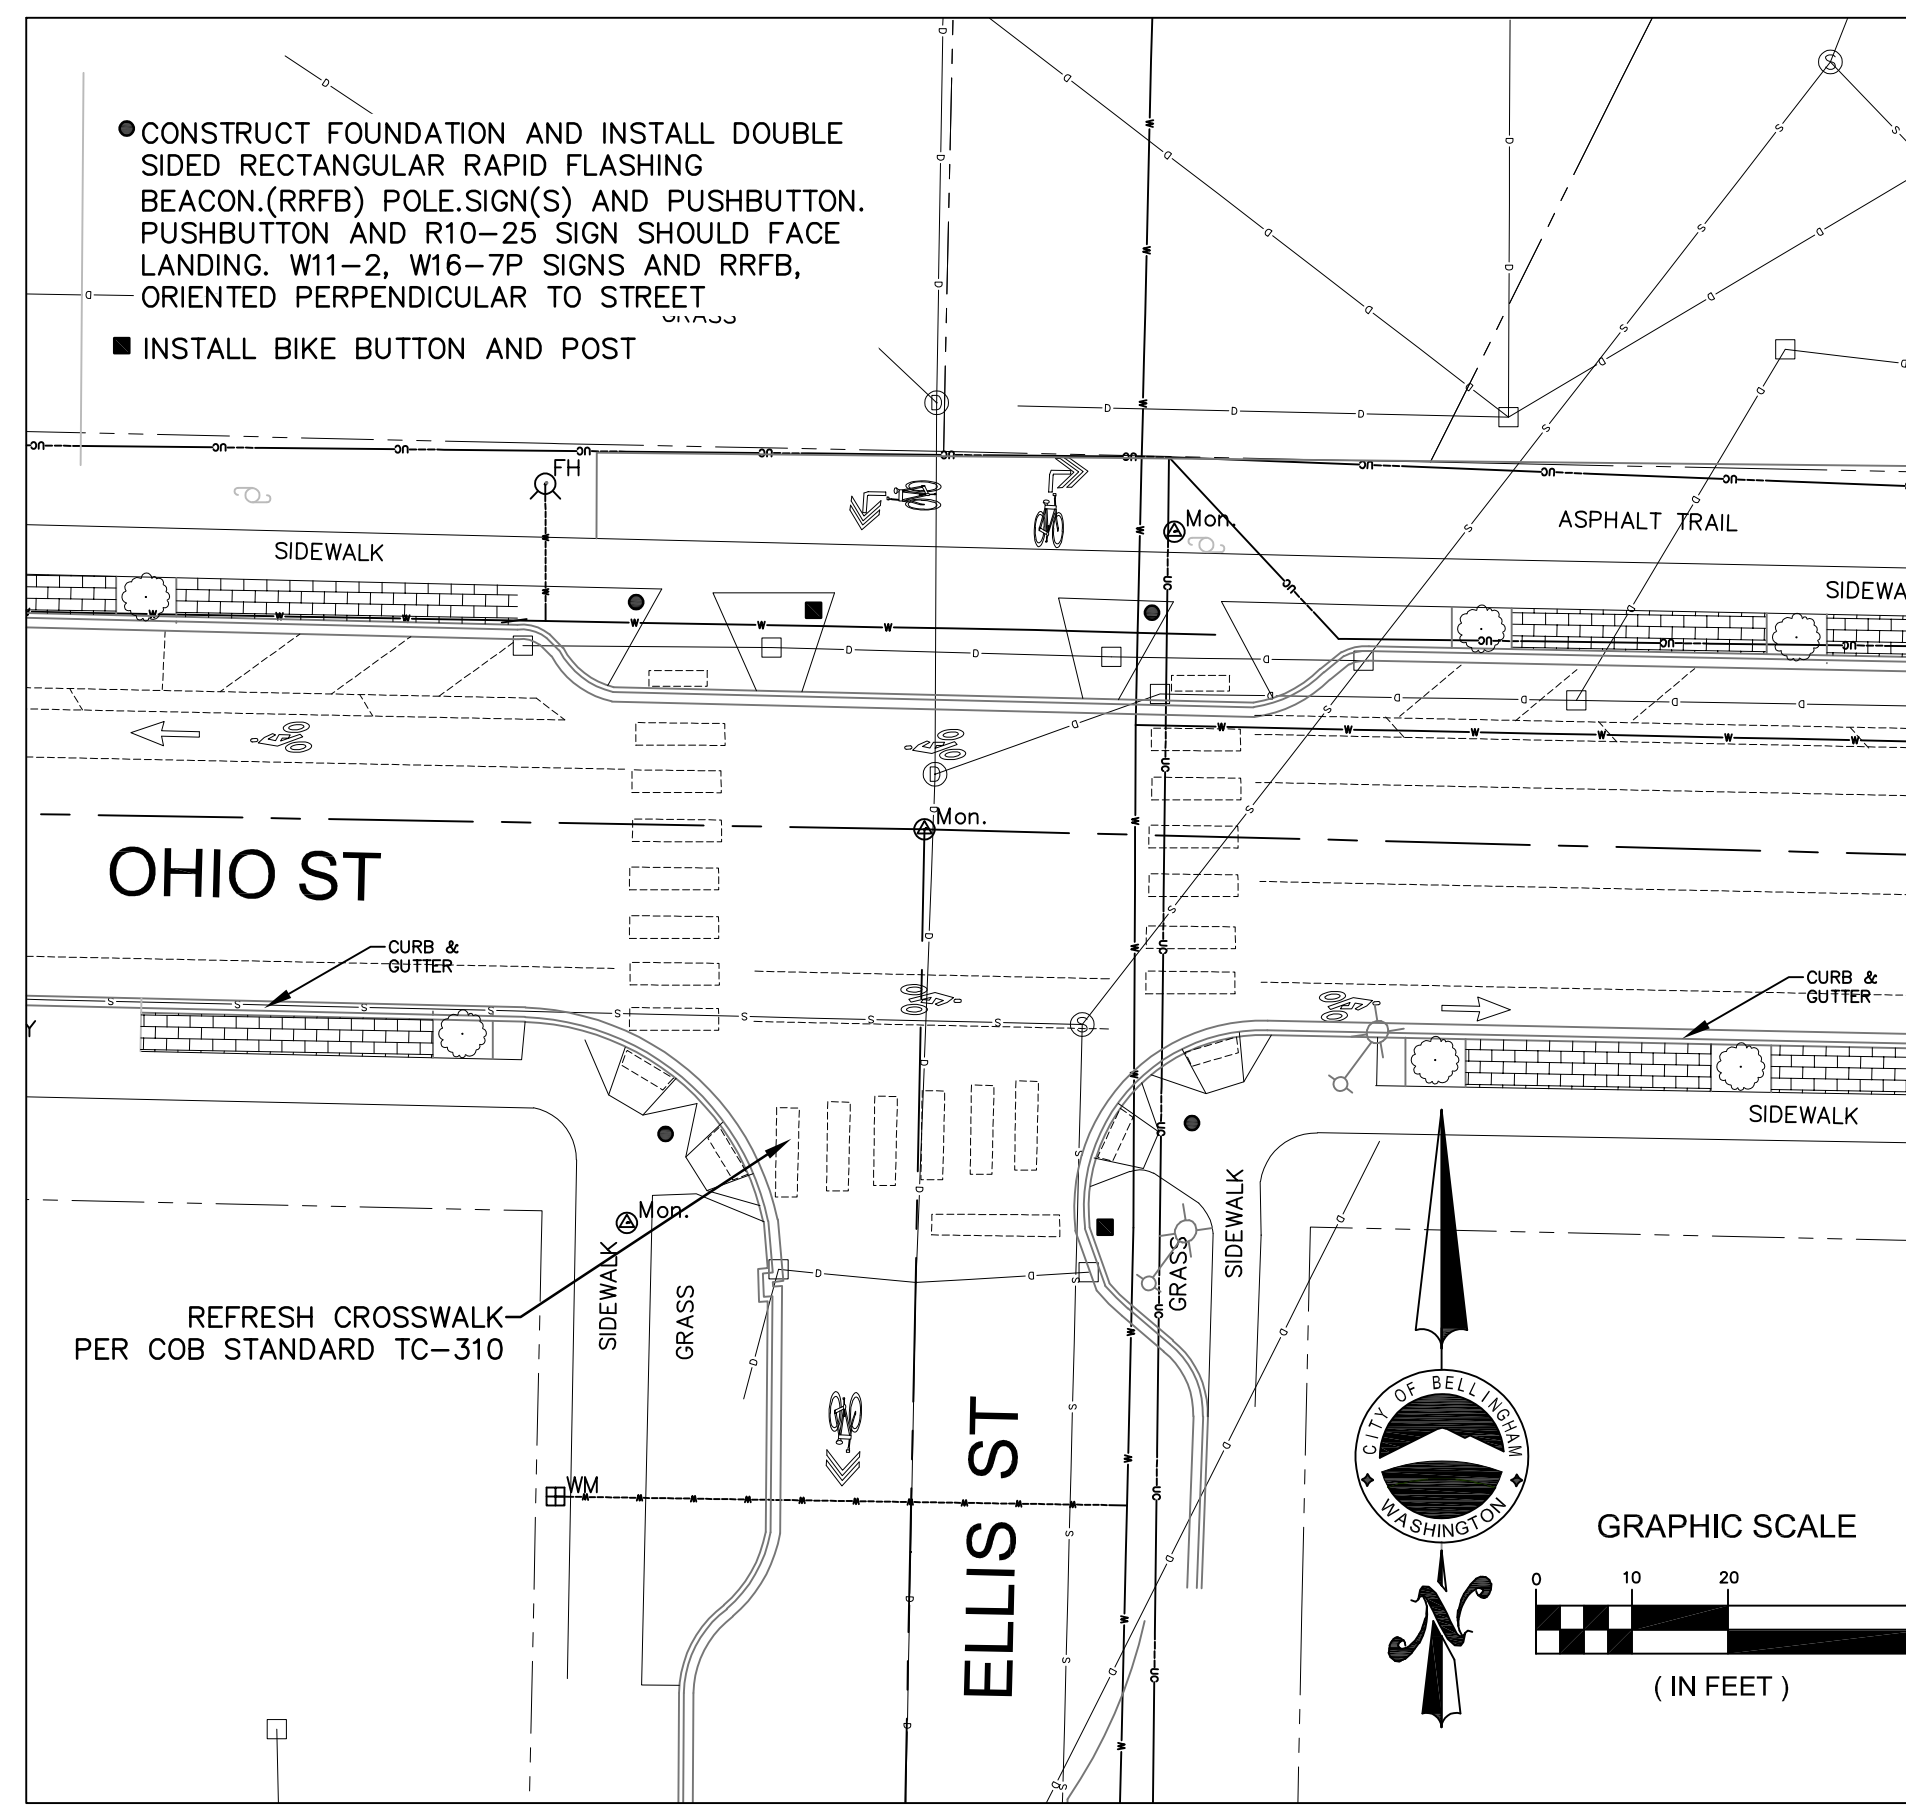 CONSTRUCT FOUNDATION AND INSTALL DOUBLE
SIDED RECTANGULAR RAPID FLASHING
BEACON.(RRFB) POLE.SIGN(S) AND PUSHBUTTON.
PUSHBUTTON AND R10-25 SIGN SHOULD FACE
LANDING. W11-2, W16-7P SIGNS AND RRFB,
ORIENTED PERPENDICULAR TO STREET
GRASS
INSTALL BIKE BUTTON AND POST
FH
Mon.
ASPHALT TRAIL
SIDEWALK
SIDEWA
Mon.
OHIO ST
CURB &
GUTTER
CURB &
GUTTER
Y
SIDEWALK
Mon.
SIDEWALK
GRASS
GRASS
SIDEWALK
REFRESH CROSSWALK
PER COB STANDARD TC-310
WM
ELLIS ST
CITY OF BELLINGHAM
WASHINGTON
N
GRAPHIC SCALE
0 10 20
( IN FEET )